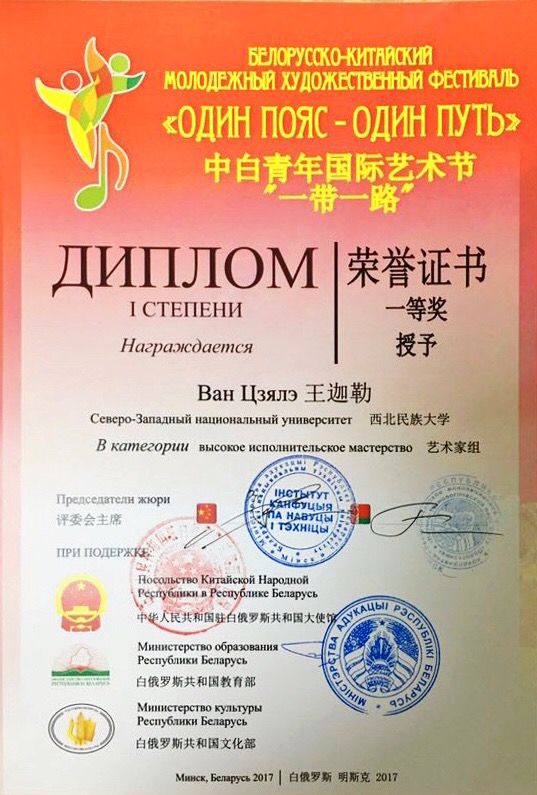 БЕЛОРУССКО-КИТАЙСКИЙ
МОЛОДЕЖНЫЙ ХУДОЖЕСТВЕННЫЙ ФЕСТИВАЛЬ
«ОДИН ПОЯС – ОДИН ПУТЬ»
中白青年国际艺术节
"一带一路"
ДИПЛОМ
I СТЕПЕНИ
Награждается
荣誉证书
一等奖
授予
Ван Цзялэ 王迦勒
Северо-Западный национальный университет 西北民族大学
В категории высокое исполнительское мастерство 艺术家组
Председатели жюри
评委会主席
ІНСТЫТУТ
КАНФУЦЫЯ
ПА НАВУЦЫ
І ТЭХНІЦЫ
ПРИ ПОДДЕРЖКЕ:
Посольство Китайской Народной
Республики в Республике Беларусь
中华人民共和国驻白俄罗斯共和国大使馆
Министерство образования
Республики Беларусь
白俄罗斯共和国教育部
МІНІСТЭРСТВА АДУКАЦЫІ РЭСПУБЛІКІ БЕЛАРУСЬ
Министерство культуры
Республики Беларусь
白俄罗斯共和国文化部
Минск, Беларусь 2017 | 白俄罗斯 明斯克 2017